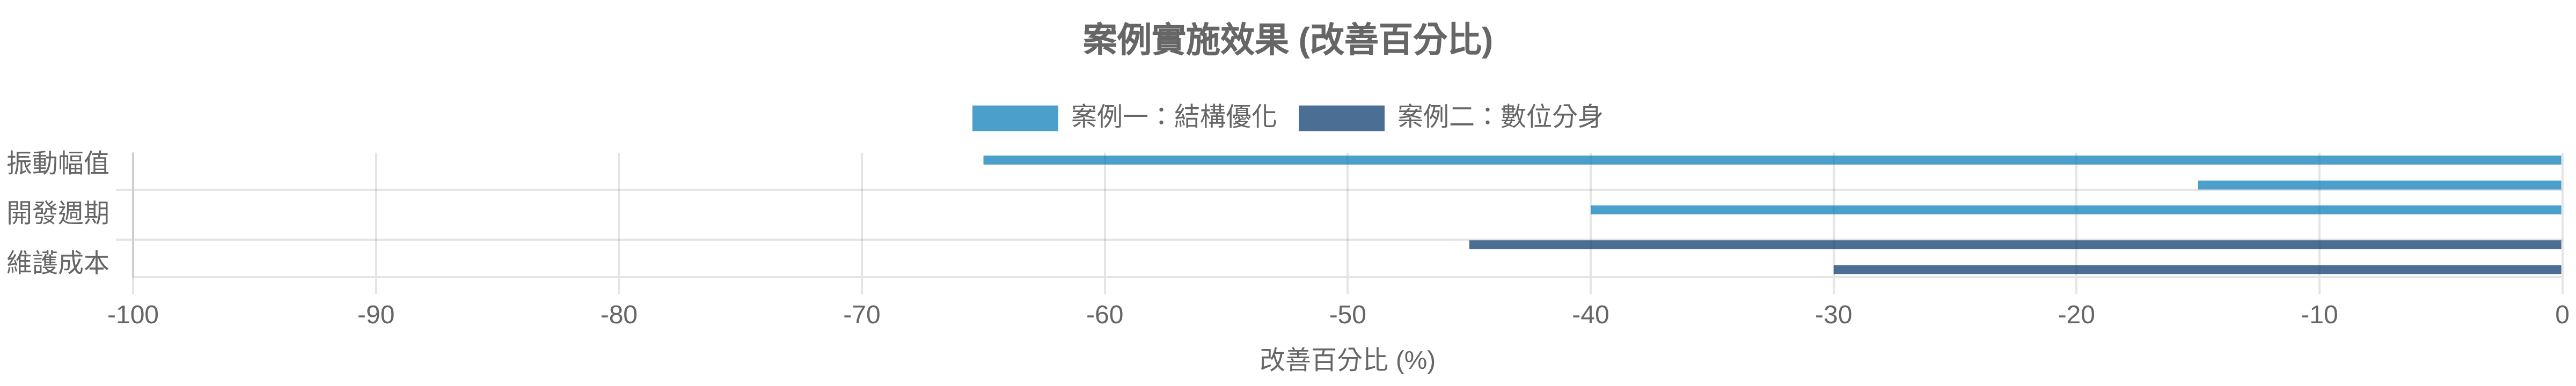 案例實施效果 (改善百分比)
案例一：結構優化 案例二：數位分身
振動幅值
開發週期
維護成本
-100 -90 -80 -70 -60 -50 -40 -30 -20 -10 0
改善百分比 (%)